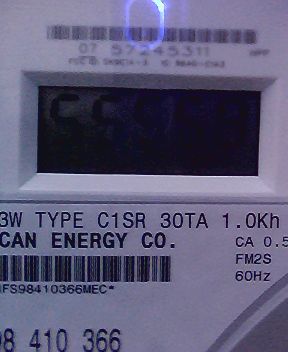 07 57245311
3W TYPE C1SR 30TA 1.0Kh
CAN ENERGY CO.
CA 0.5
FM2S
60Hz
FS98410366MEC*
98 410 366